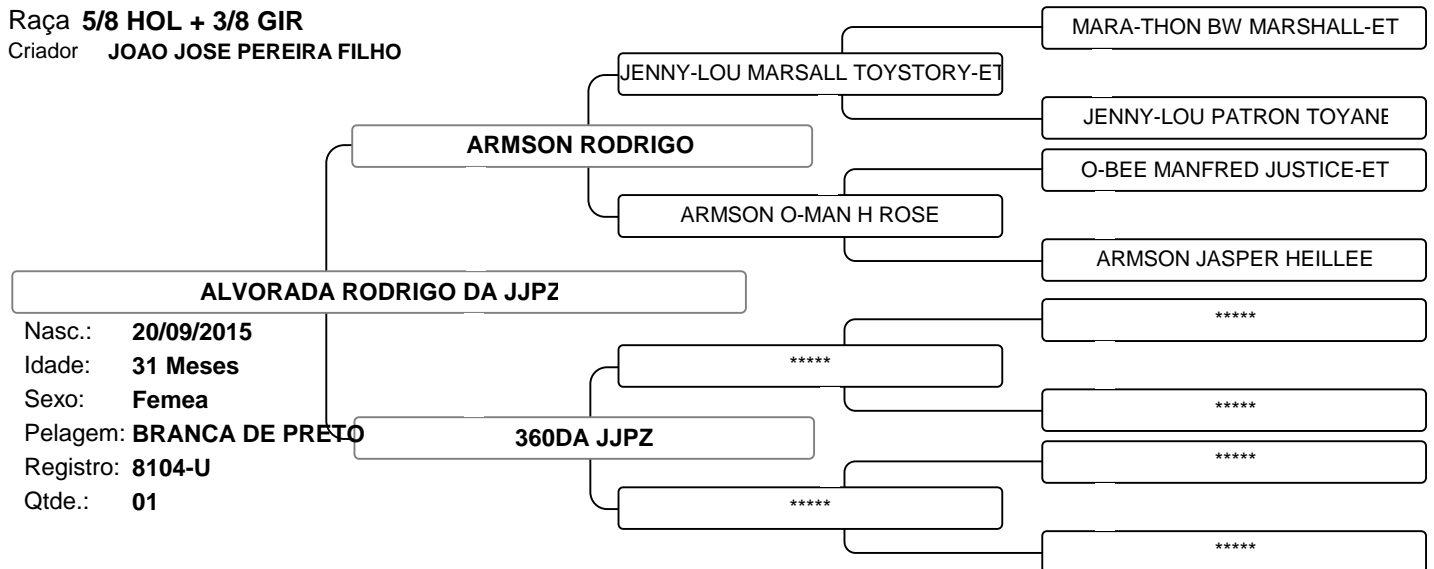 Raça 5/8 HOL + 3/8 GIR
Criador JOAO JOSE PEREIRA FILHO
MARA-THON BW MARSHALL-ET
JENNY-LOU MARSALL TOYSTORY-ET
JENNY-LOU PATRON TOYANE
ARMSON RODRIGO
O-BEE MANFRED JUSTICE-ET
ARMSON O-MAN H ROSE
ARMSON JASPER HEILLEE
ALVORADA RODRIGO DA JJPZ
*****
Nasc.: 20/09/2015
Idade: 31 Meses
*****
Sexo: Femea
*****
Pelagem: BRANCA DE PRETO
360DA JJPZ
*****
Registro: 8104-U
Qtde.: 01
*****
*****